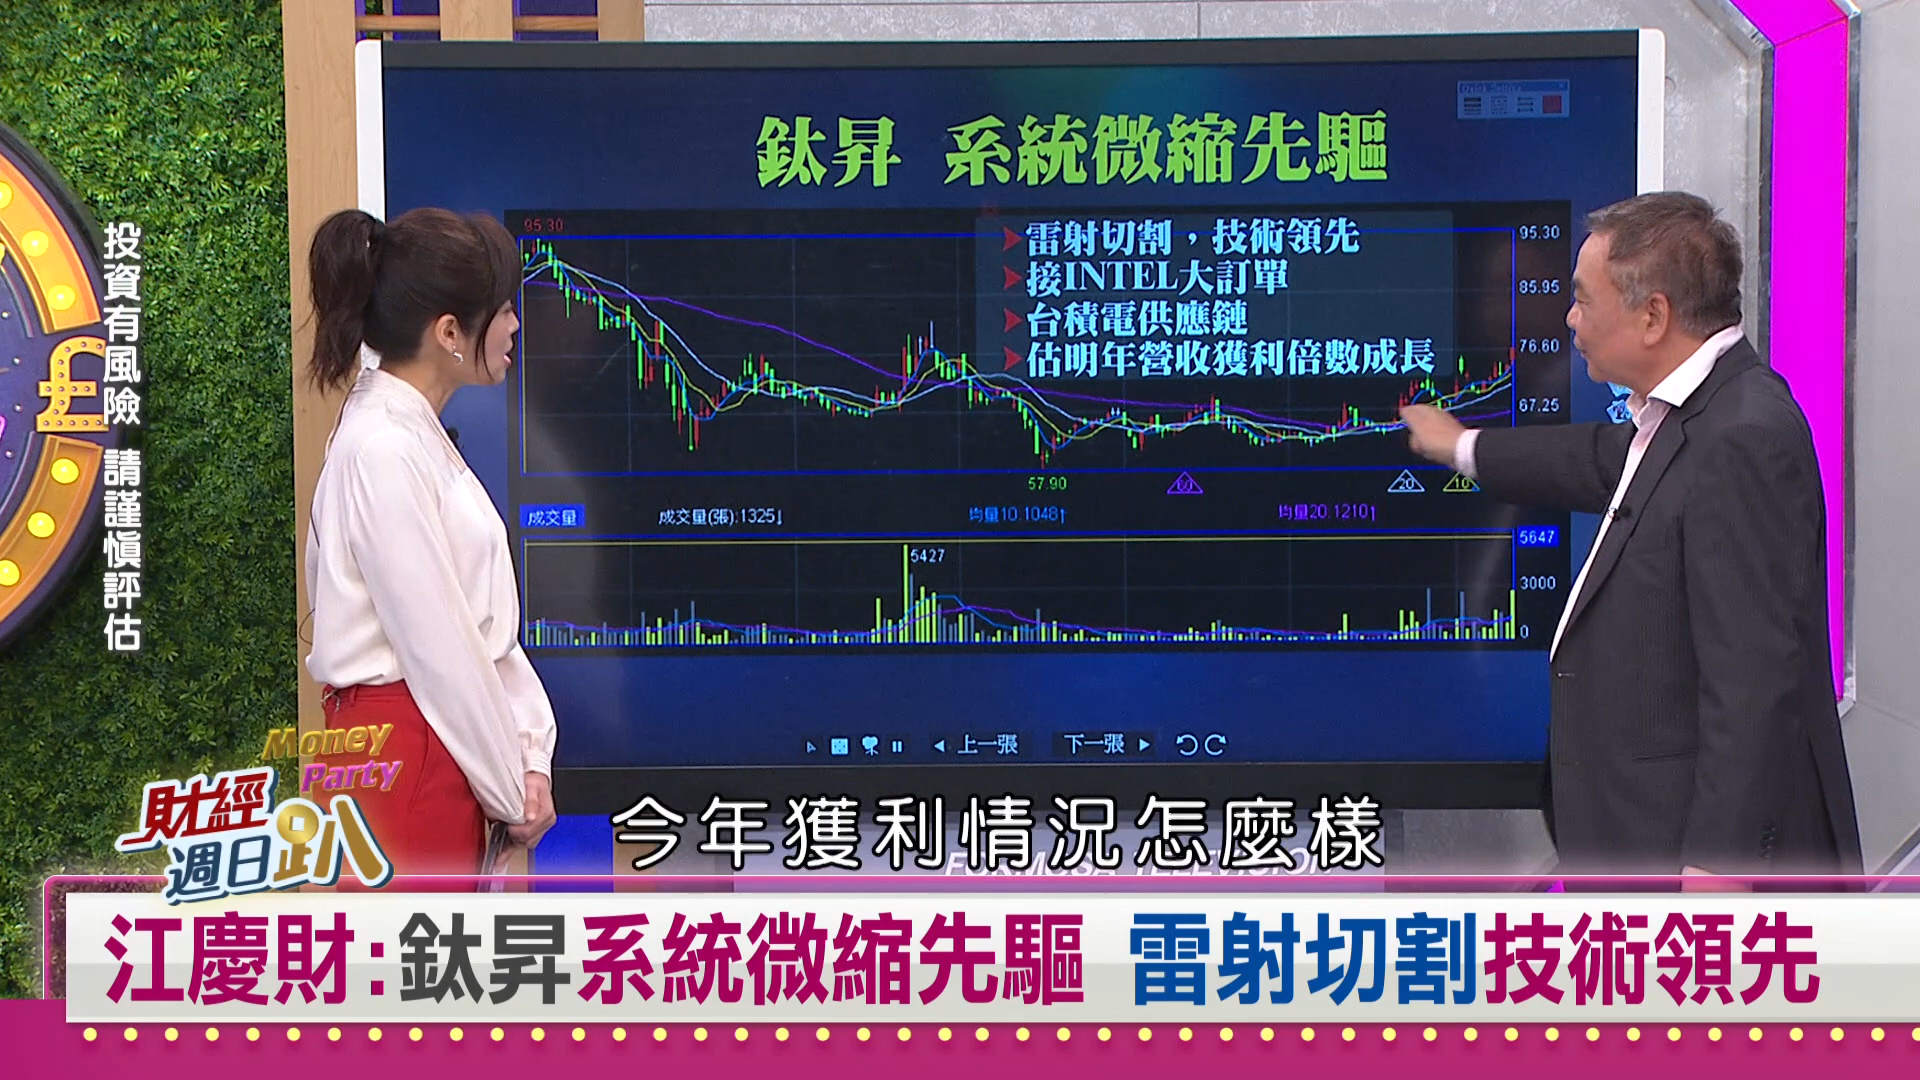 鈦昇 系統微縮先驅
95.30
雷射切割，技術領先
接INTEL大訂單
台積電供應鏈
估明年營收獲利倍數成長
95.30
85.95
76.60
67.25
57.90
60
20
10
成交量
成交量(張):1325↓
均量10:1048↑
均量20:1210↑
5647
5427
3000
0
上一張
下一張
投資有風險 請謹慎評估
Money
Party
財經
週日趴
今年獲利情況怎麼樣
FORMOSA TELEVISION
江慶財:鈦昇系統微縮先驅 雷射切割技術領先